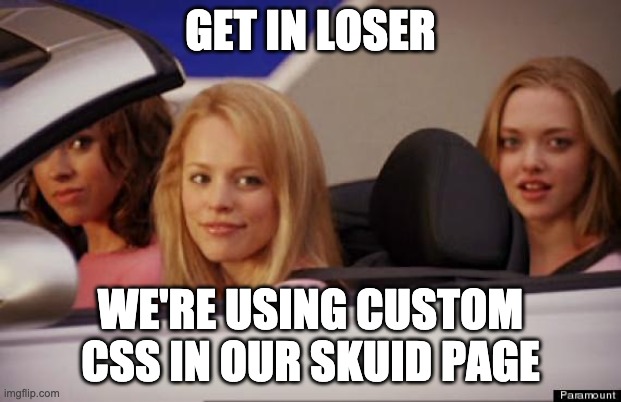 GET IN LOSER
WE'RE USING CUSTOM
CSS IN OUR SKUID PAGE
imgflip.com
Paramount